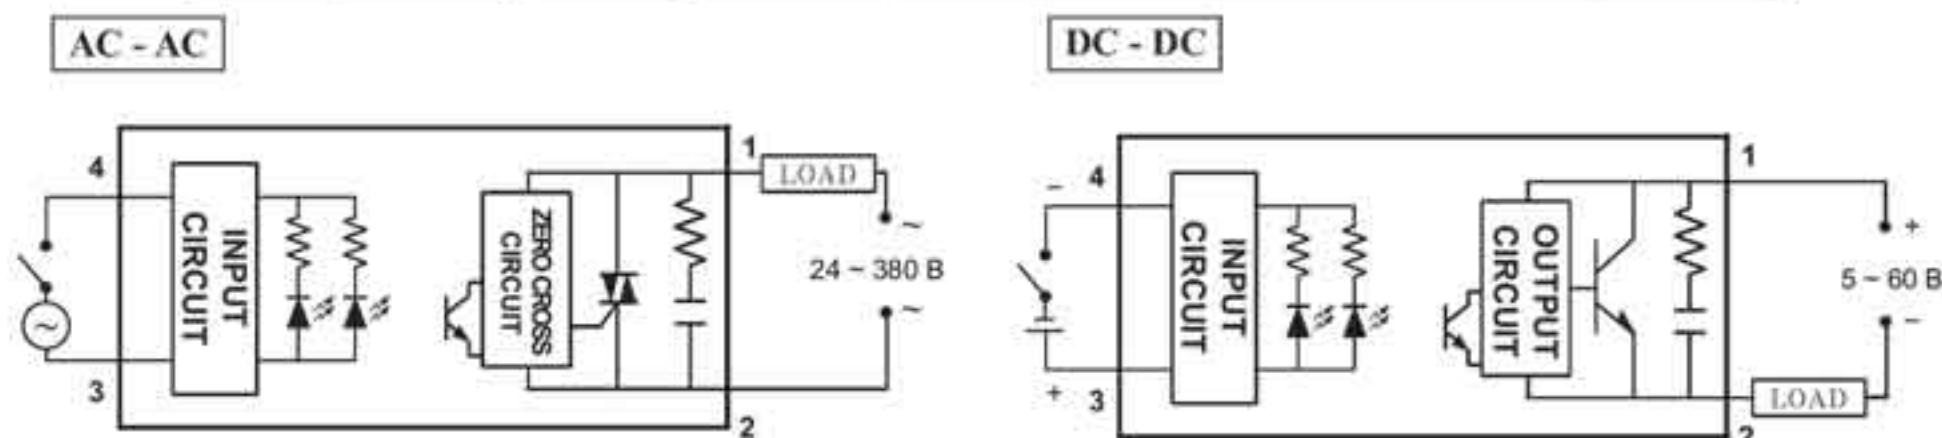 AC - AC
4
3
INPUT
CIRCUIT
ZERO CROSS
CIRCUIT
1
LOAD
~
24 ~ 380 В
~
2
~
DC - DC
4
−
+
3
INPUT
CIRCUIT
OUTPUT
CIRCUIT
1
+
5 ~ 60 В
−
LOAD
2